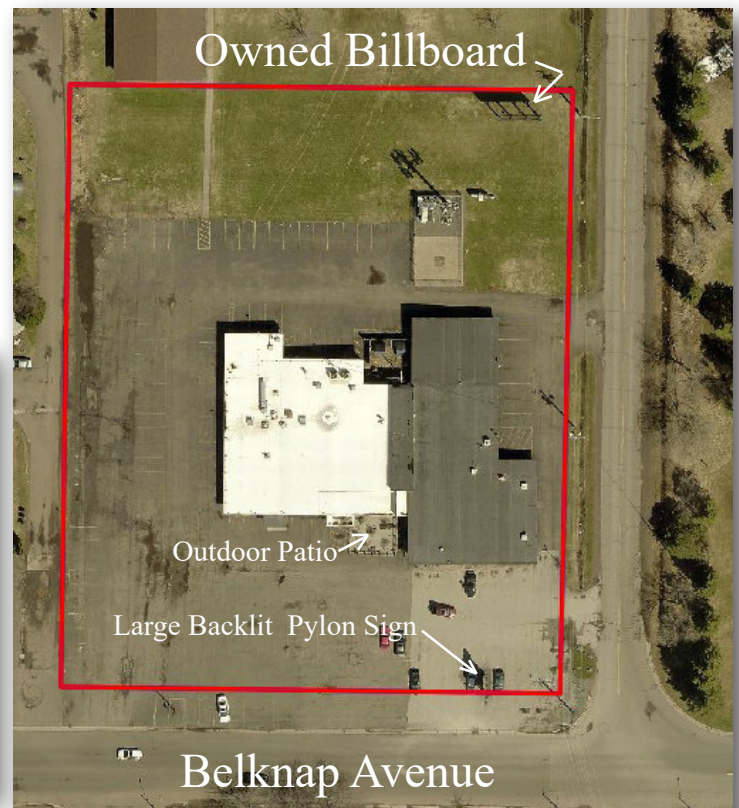 Owned Billboard
Outdoor Patio
Large Backlit Pylon Sign
Belknap Avenue